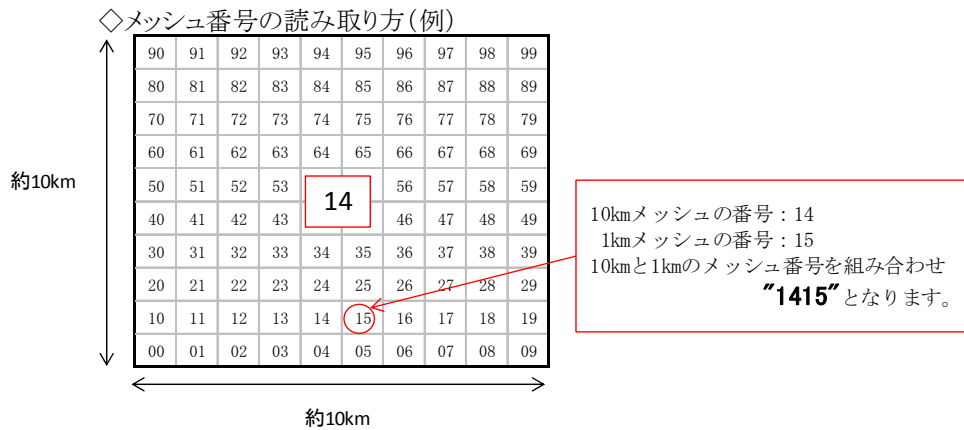 ◇メッシュ番号の読み取り方(例)
90 91 92 93 94 95 96 97 98 99
80 81 82 83 84 85 86 87 88 89
70 71 72 73 74 75 76 77 78 79
60 61 62 63 64 65 66 67 68 69
約10km
50 51 52 53 56 57 58 59
14
40 41 42 43 46 47 48 49
30 31 32 33 34 35 36 37 38 39
20 21 22 23 24 25 26 27 28 29
10 11 12 13 14 15 16 17 18 19
00 01 02 03 04 05 06 07 08 09
約10km
10kmメッシュの番号:14
1kmメッシュの番号:15
10kmと1kmのメッシュ番号を組み合わせ
"1415"となります。